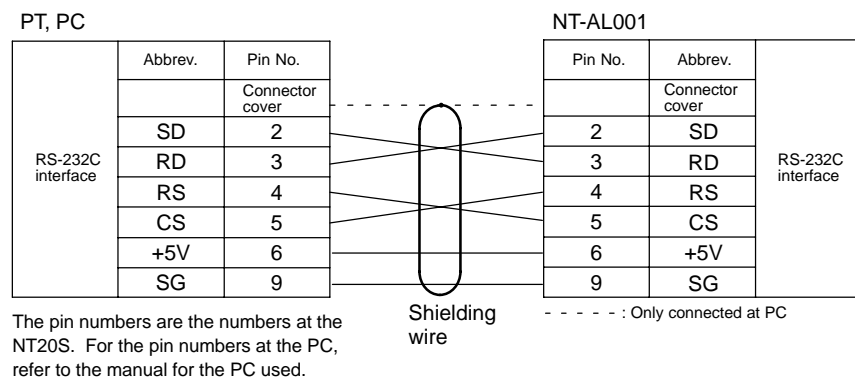 PT, PC
NT-AL001
Abbrev. Pin No.
Pin No. Abbrev.
Connector
cover
Connector
cover
SD 2
2 SD
RD 3
3 RD
RS-232C
interface
RS-232C
interface
RS 4
4 RS
CS 5
5 CS
+5V 6
6 +5V
SG 9
9 SG
Shielding
wire
- - - - - : Only connected at PC
The pin numbers are the numbers at the
NT20S. For the pin numbers at the PC,
refer to the manual for the PC used.